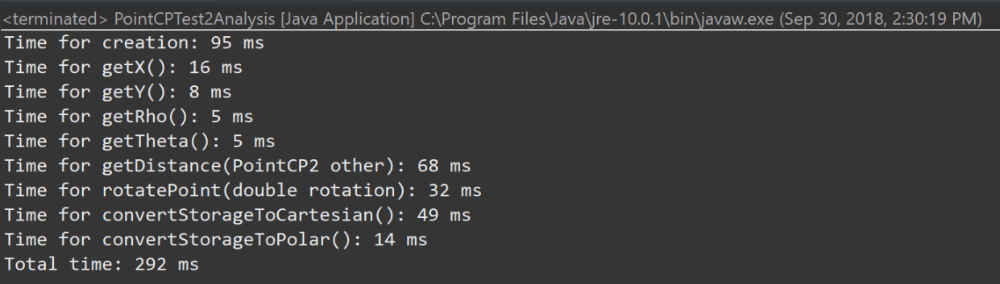 <terminated> PointCPTest2Analysis [Java Application] C:\Program Files\Java\jre-10.0.1\bin\javaw.exe (Sep 30, 2018, 2:30:19 PM)
Time for creation: 95 ms
Time for getX(): 16 ms
Time for getY(): 8 ms
Time for getRho(): 5 ms
Time for getTheta(): 5 ms
Time for getDistance(PointCP2 other): 68 ms
Time for rotatePoint(double rotation): 32 ms
Time for convertStorageToCartesian(): 49 ms
Time for convertStorageToPolar(): 14 ms
Total time: 292 ms